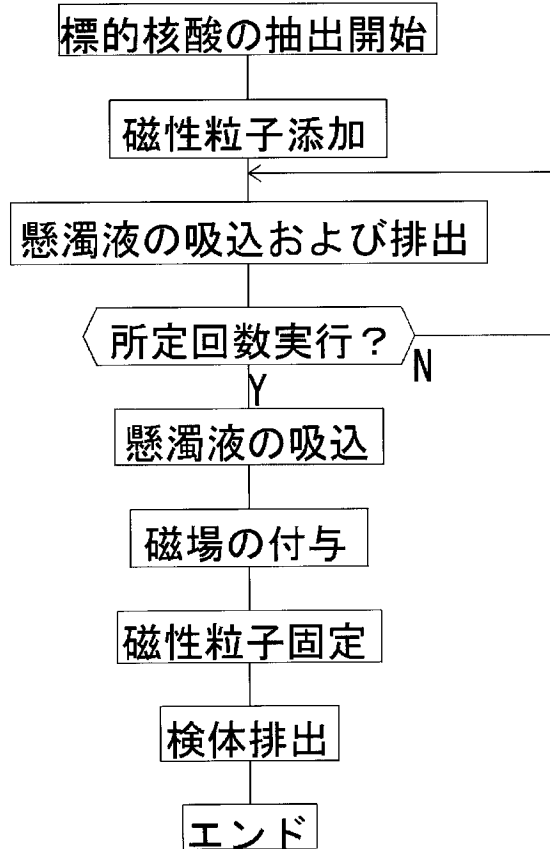 標的核酸の抽出開始
磁性粒子添加
懸濁液の吸込および排出
所定回数実行？
N
Y
懸濁液の吸込
磁場の付与
磁性粒子固定
検体排出
エンド